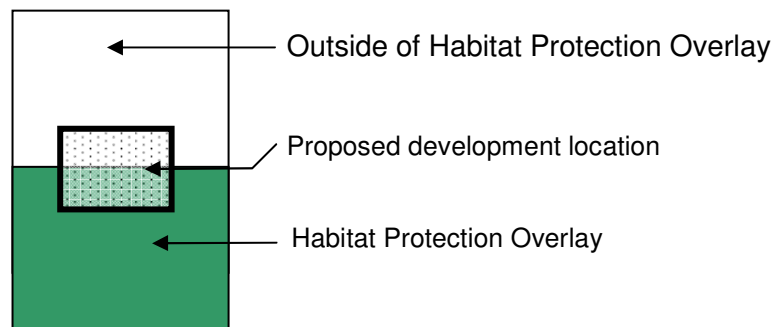 Outside of Habitat Protection Overlay
Proposed development location
Habitat Protection Overlay